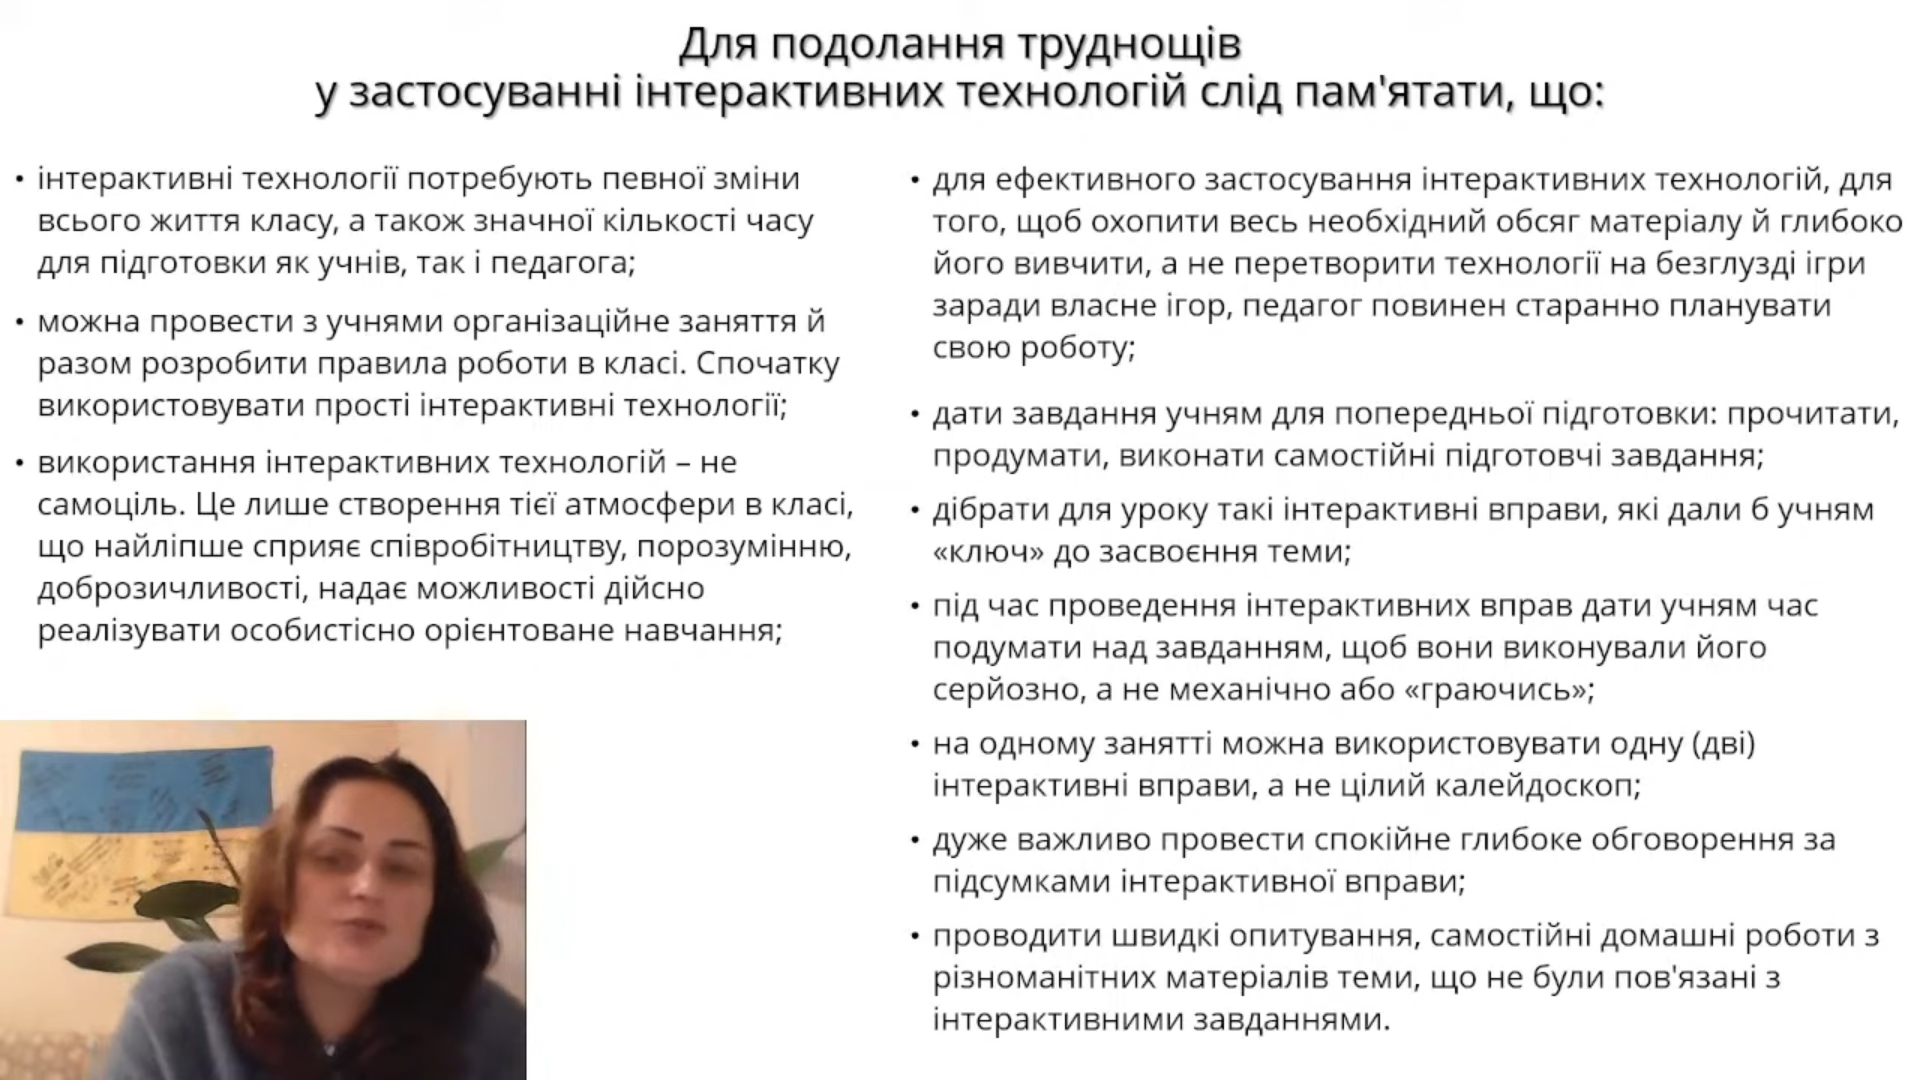 Для подолання труднощів
у застосуванні інтерактивних технологій слід пам'ятати, що:
• інтерактивні технології потребують певної зміни
всього життя класу, а також значної кількості часу
для підготовки як учнів, так і педагога;
• можна провести з учнями організаційне заняття й
разом розробити правила роботи в класі. Спочатку
використовувати прості інтерактивні технології;
• використання інтерактивних технологій – не
самоціль. Це лише створення тієї атмосфери в класі,
що найліпше сприяє співробітництву, порозумінню,
доброзичливості, надає можливості дійсно
реалізувати особистісно орієнтоване навчання;
• для ефективного застосування інтерактивних технологій, для
того, щоб охопити весь необхідний обсяг матеріалу й глибоко
його вивчити, а не перетворити технології на безглузді ігри
заради власне ігор, педагог повинен старанно планувати
свою роботу;
• дати завдання учням для попередньої підготовки: прочитати,
продумати, виконати самостійні підготовчі завдання;
• дібрати для уроку такі інтерактивні вправи, які дали б учням
«ключ» до засвоєння теми;
• під час проведення інтерактивних вправ дати учням час
подумати над завданням, щоб вони виконували його
серйозно, а не механічно або «граючись»;
• на одному занятті можна використовувати одну (дві)
інтерактивні вправи, а не цілий калейдоскоп;
• дуже важливо провести спокійне глибоке обговорення за
підсумками інтерактивної вправи;
• проводити швидкі опитування, самостійні домашні роботи з
різноманітних матеріалів теми, що не були пов'язані з
інтерактивними завданнями.